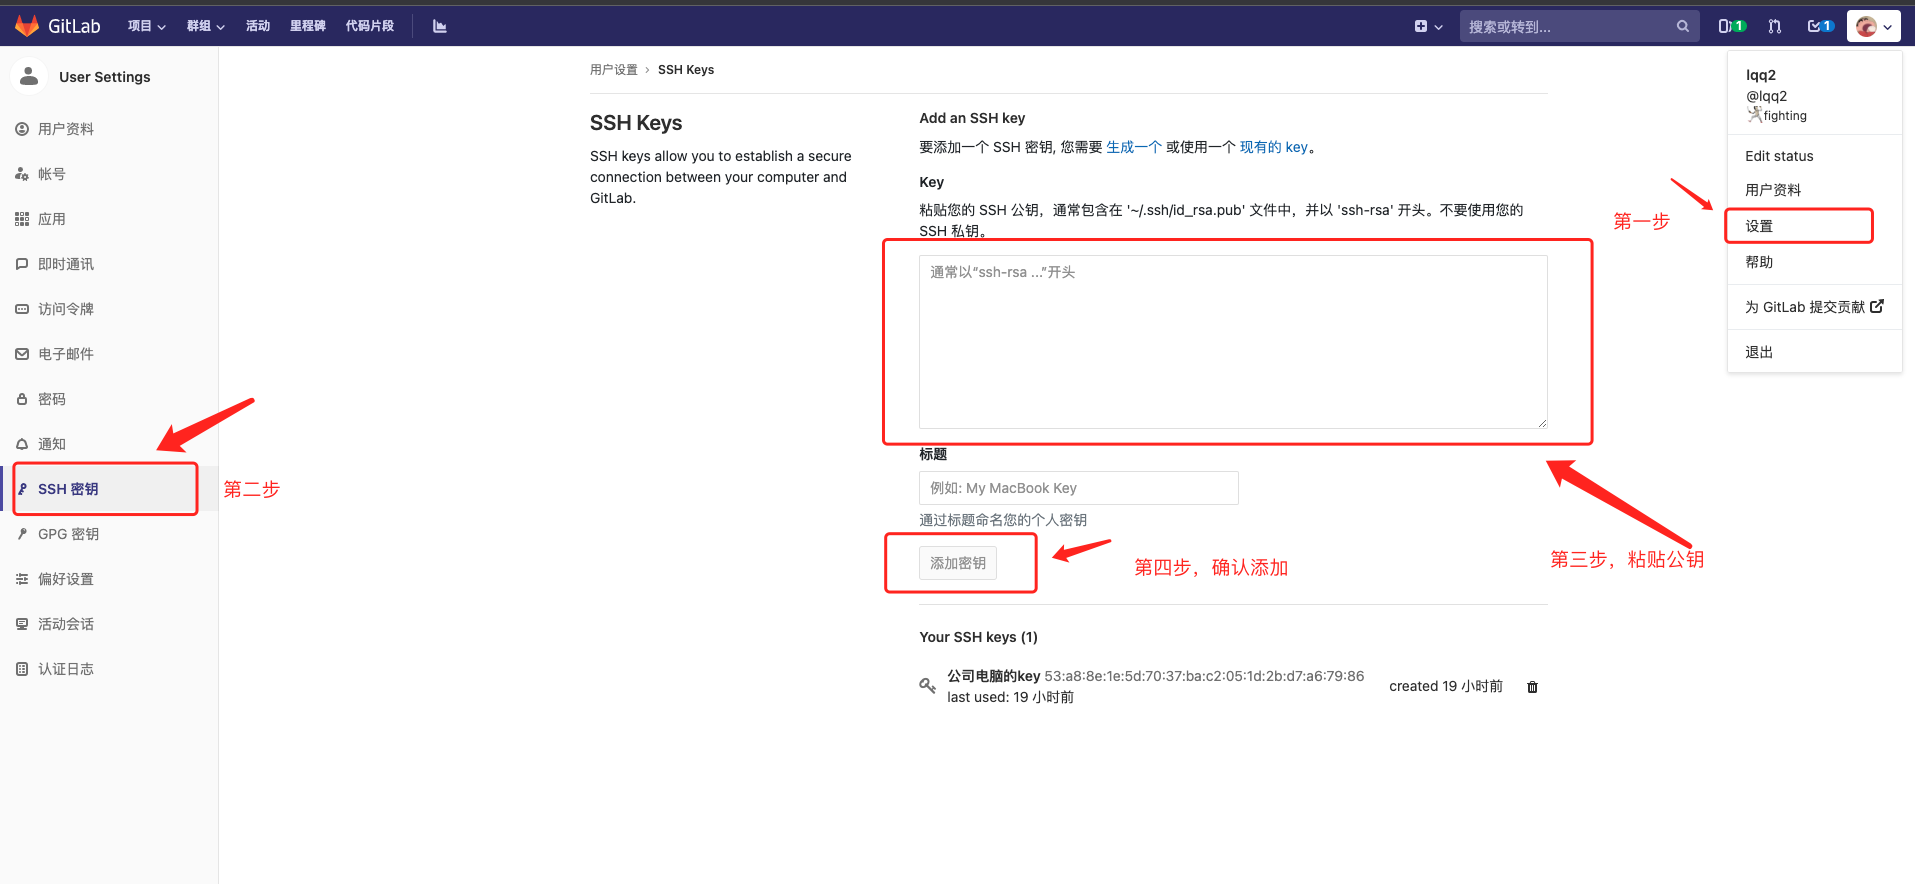 GitLab 项目 群组 活动 里程碑 代码片段 搜索或转到... 1 1
User Settings
用户资料
帐号
应用
即时通讯
访问令牌
电子邮件
密码
通知
SSH 密钥
第二步
GPG 密钥
偏好设置
活动会话
认证日志
用户设置 › SSH Keys
SSH Keys
SSH keys allow you to establish a secure
connection between your computer and
GitLab.
Add an SSH key
要添加一个 SSH 密钥, 您需要 生成一个 或使用一个 现有的 key。
Key
粘贴您的 SSH 公钥，通常包含在 '~/.ssh/id_rsa.pub' 文件中，并以 'ssh-rsa' 开头。不要使用您的
SSH 私钥。
通常以“ssh-rsa ...”开头
标题
例如: My MacBook Key
通过标题命名您的个人密钥
添加密钥
第四步，确认添加
第三步，粘贴公钥
Your SSH keys (1)
公司电脑的key 53:a8:8e:1e:5d:70:37:ba:c2:05:1d:2b:d7:a6:79:86
last used: 19 小时前
created 19 小时前
lqq2
@lqq2
fighting
Edit status
用户资料
第一步
设置
帮助
为 GitLab 提交贡献
退出